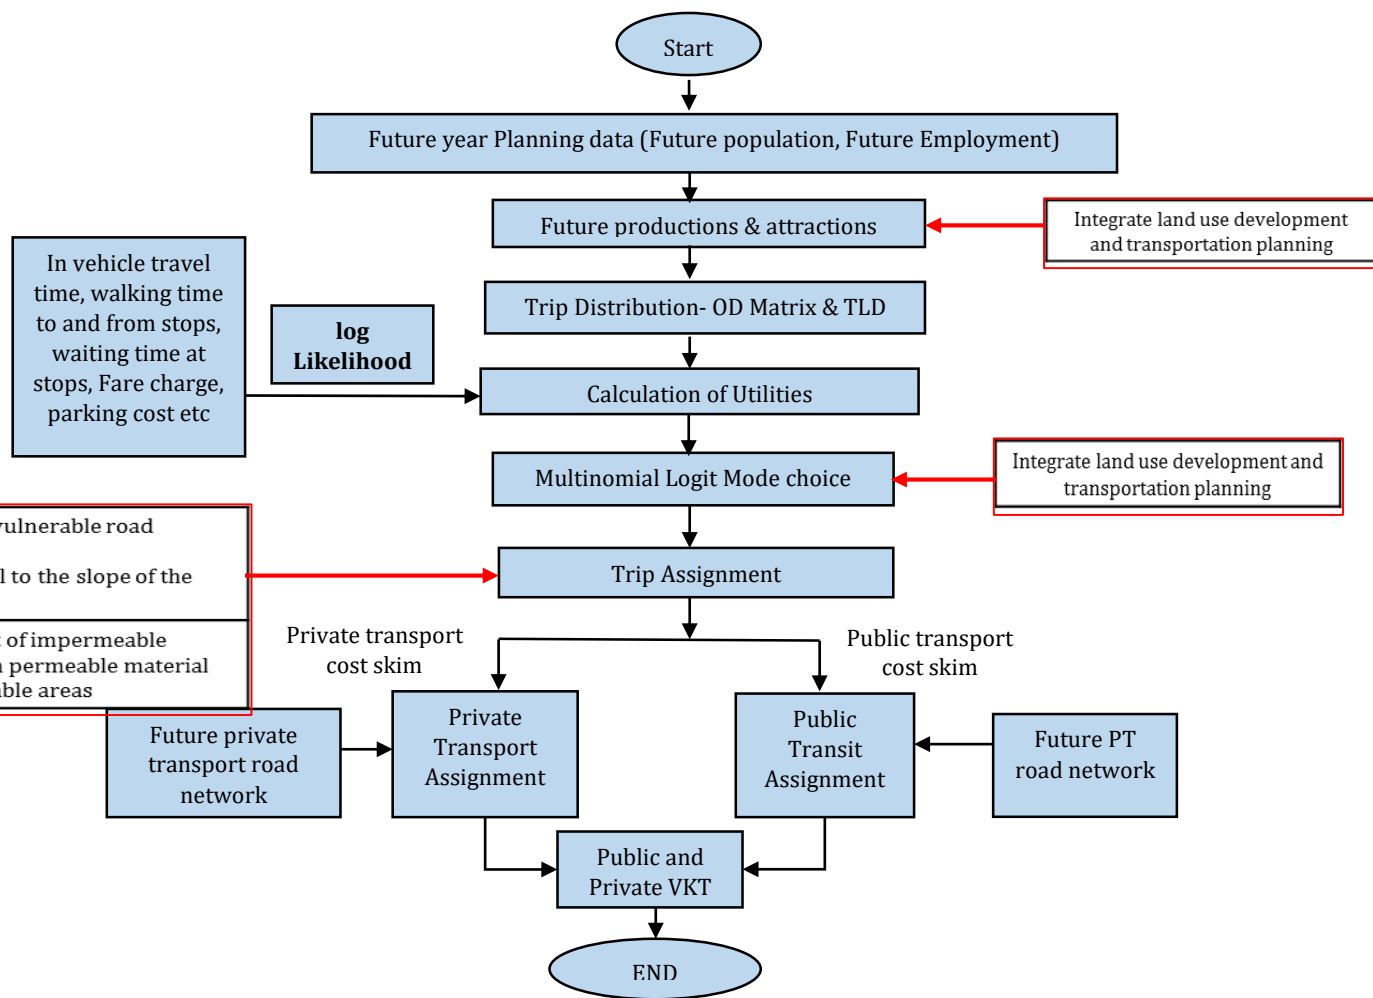 Start
Future year Planning data (Future population, Future Employment)
Future productions & attractions
Integrate land use development
and transportation planning
In vehicle travel
time, walking time
to and from stops,
waiting time at
stops, Fare charge,
parking cost etc
log
Likelihood
Trip Distribution- OD Matrix & TLD
Calculation of Utilities
Multinomial Logit Mode choice
Integrate land use development and
transportation planning
vulnerable road
to the slope of the
of impermeable
permeable material
areas
Trip Assignment
Private transport
cost skim
Public transport
cost skim
Future private
transport road
network
Private
Transport
Assignment
Public
Transit
Assignment
Future PT
road network
Public and
Private VKT
END